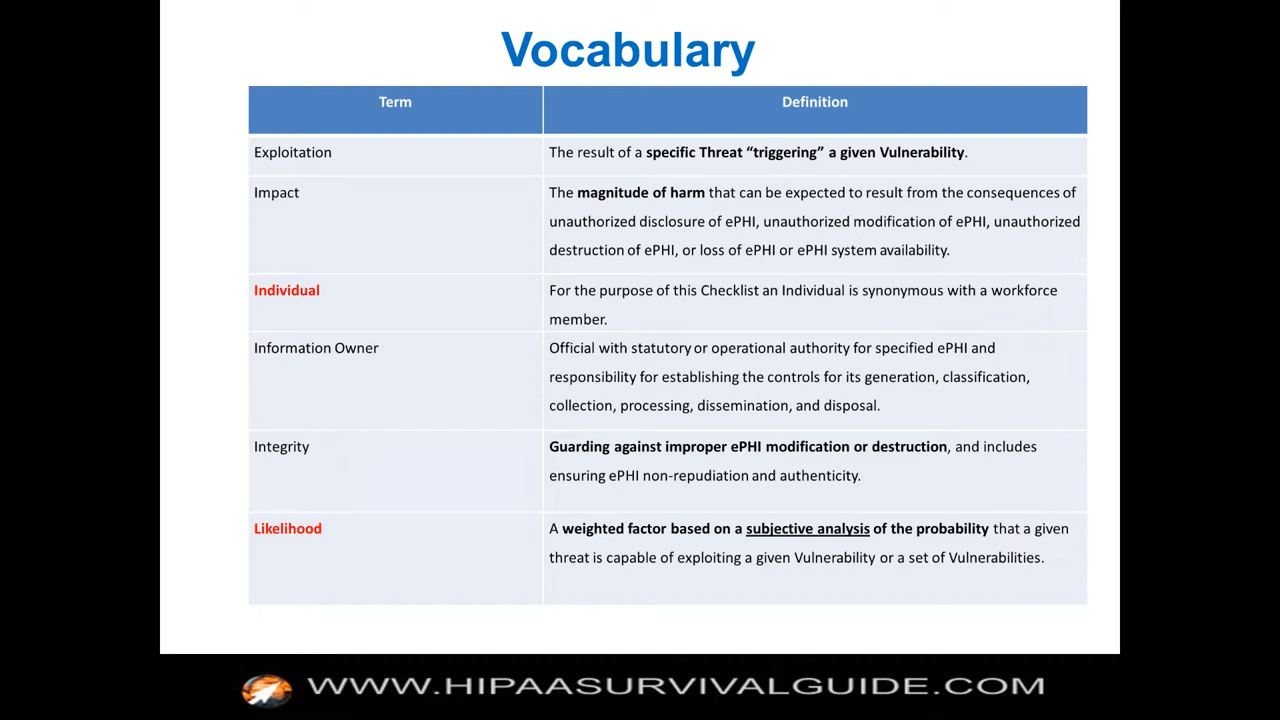 Vocabulary
Term
Definition
Exploitation
The result of a specific Threat “triggering” a given Vulnerability.
Impact
The magnitude of harm that can be expected to result from the consequences of
unauthorized disclosure of ePHI, unauthorized modification of ePHI, unauthorized
destruction of ePHI, or loss of ePHI or ePHI system availability.
Individual
For the purpose of this Checklist an Individual is synonymous with a workforce
member.
Information Owner
Official with statutory or operational authority for specified ePHI and
responsibility for establishing the controls for its generation, classification,
collection, processing, dissemination, and disposal.
Integrity
Guarding against improper ePHI modification or destruction, and includes
ensuring ePHI non-repudiation and authenticity.
Likelihood
A weighted factor based on a subjective analysis of the probability that a given
threat is capable of exploiting a given Vulnerability or a set of Vulnerabilities.
WWW.HIPAASURVIVALGUIDE.COM